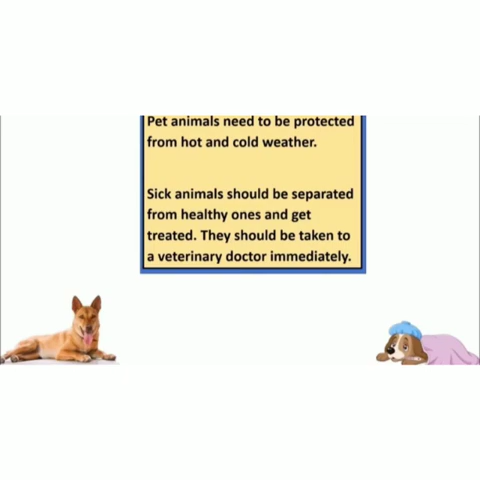 Pet animals need to be protected
from hot and cold weather.
Sick animals should be separated
from healthy ones and get
treated. They should be taken to
a veterinary doctor immediately.